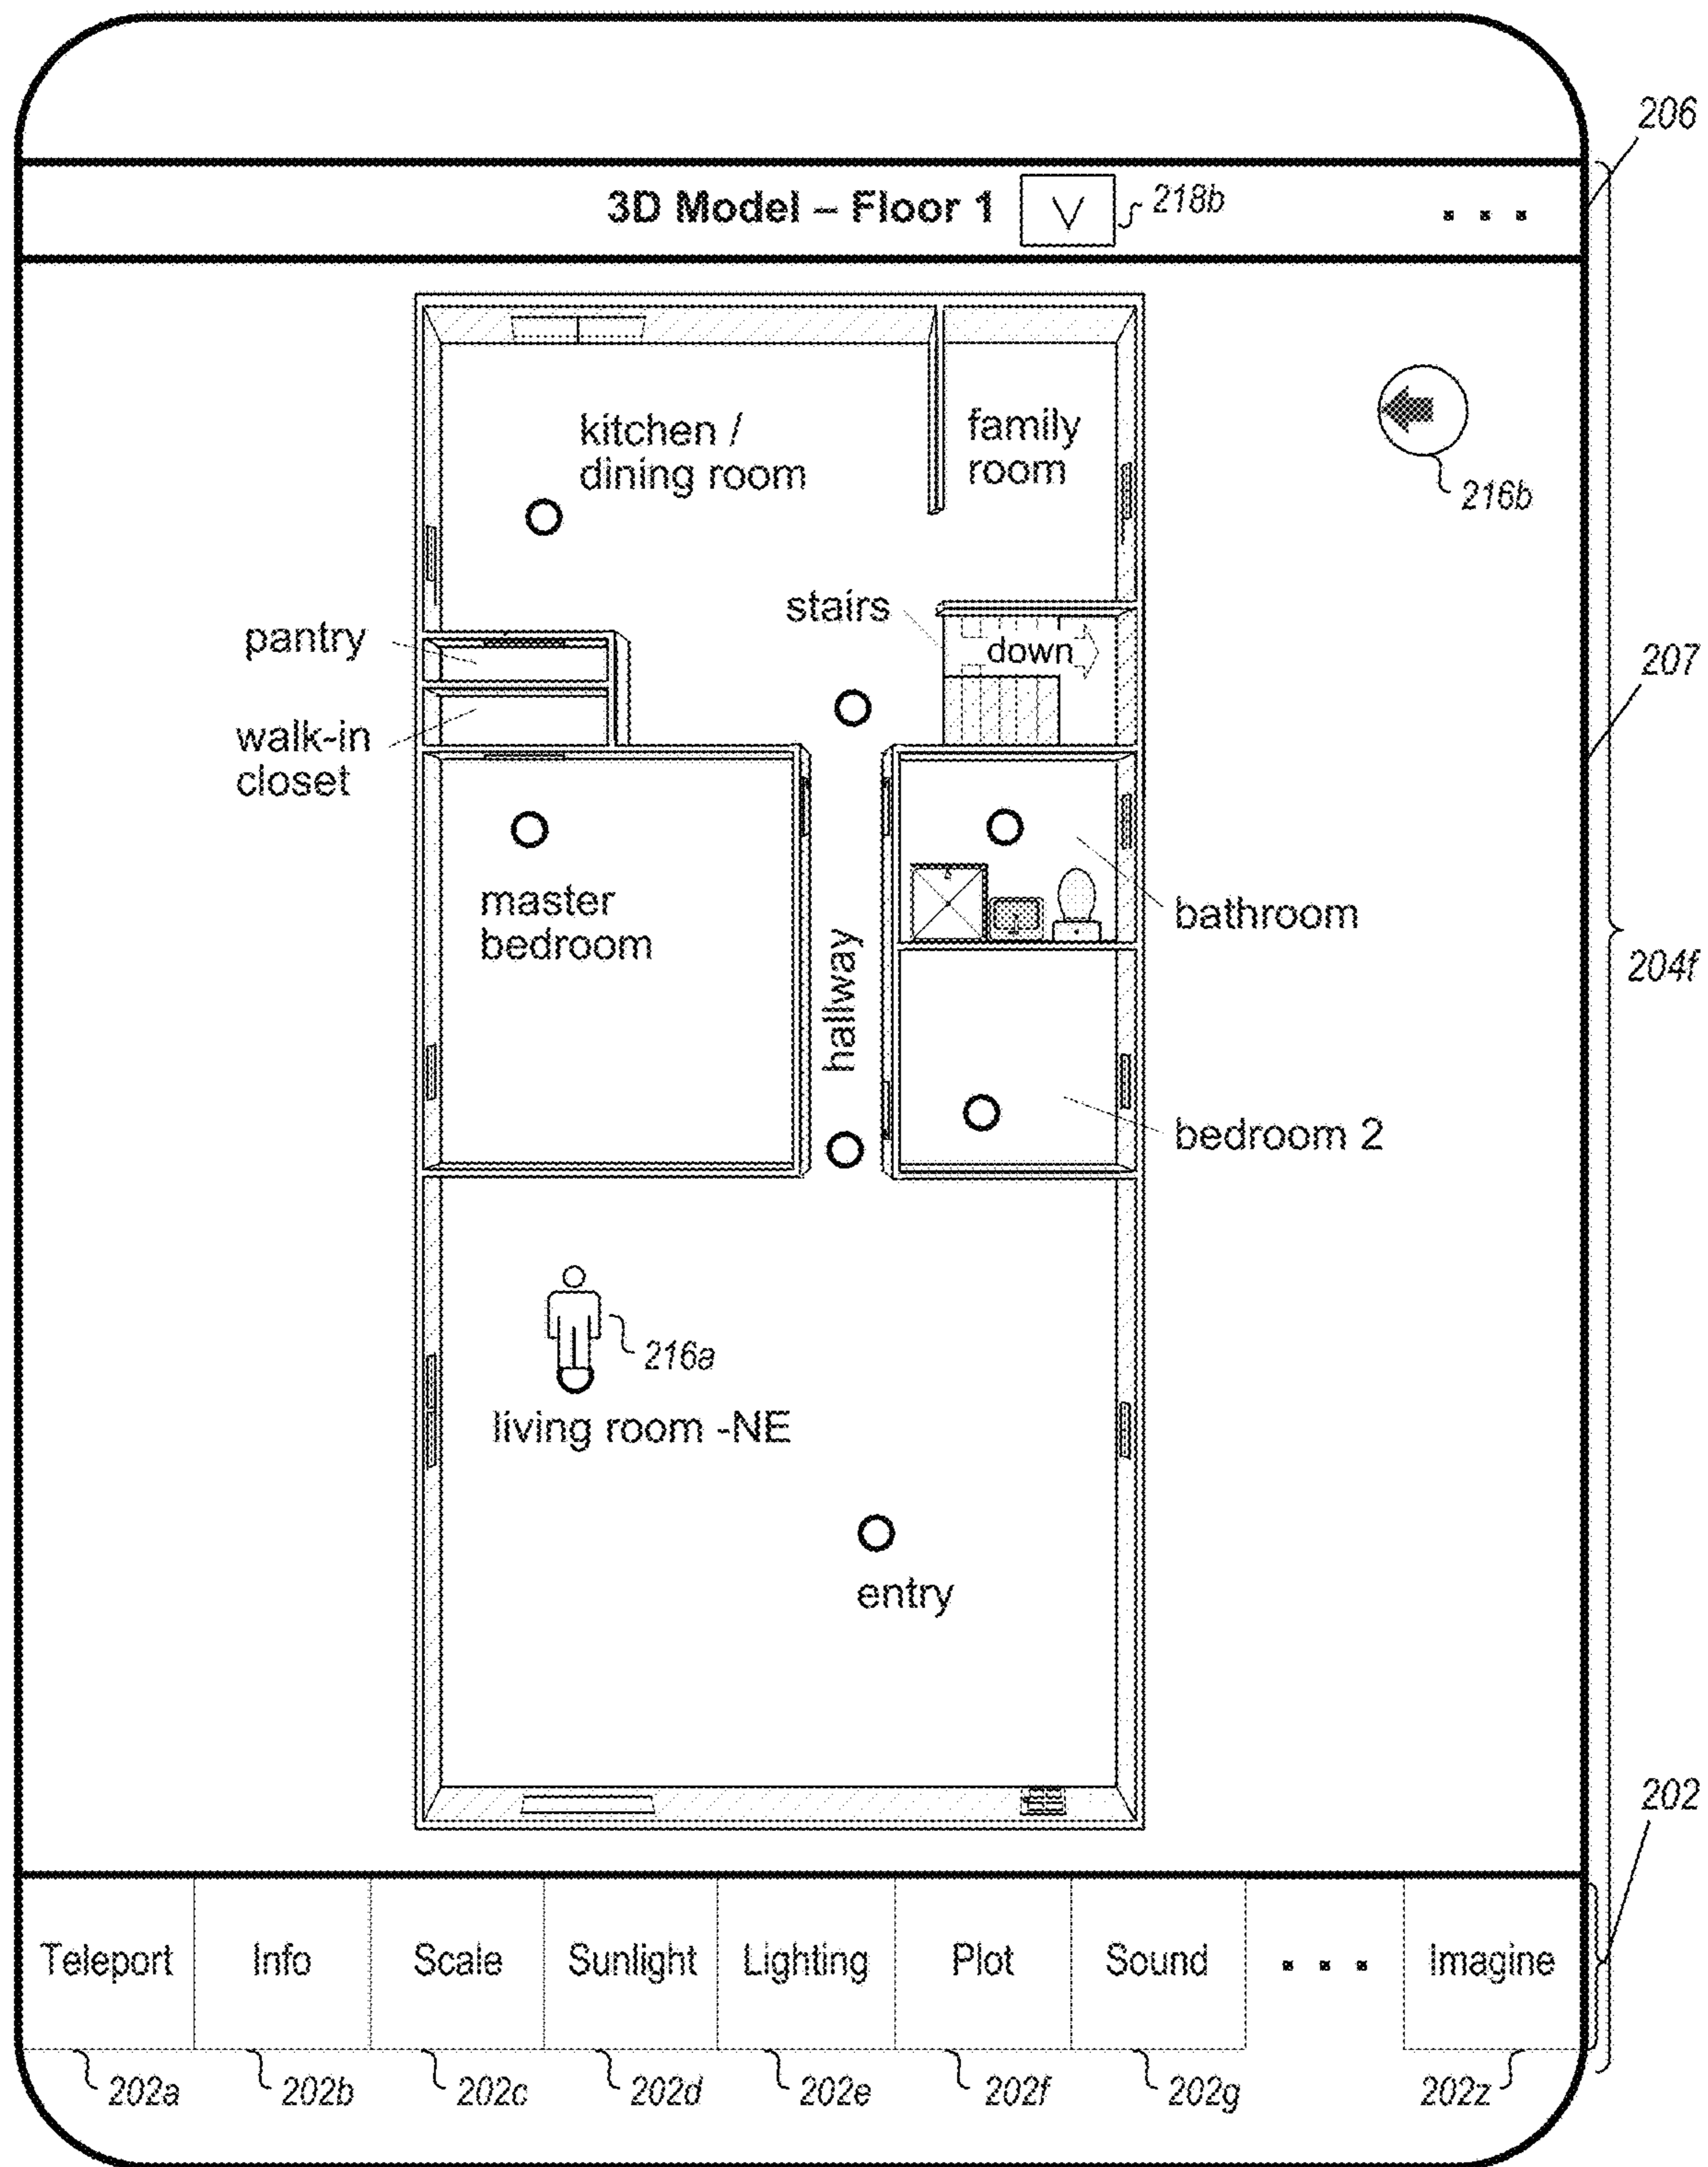 206
3D Model – Floor 1
V
218b
. . .
kitchen /
dining room
family
room
216b
stairs
down
pantry
207
walk-in
closet
master
bedroom
hallway
bathroom
204f
bedroom 2
216a
living room -NE
entry
202
Teleport
Info
Scale
Sunlight
Lighting
Plot
Sound
. . .
Imagine
202a
202b
202c
202d
202e
202f
202g
202z